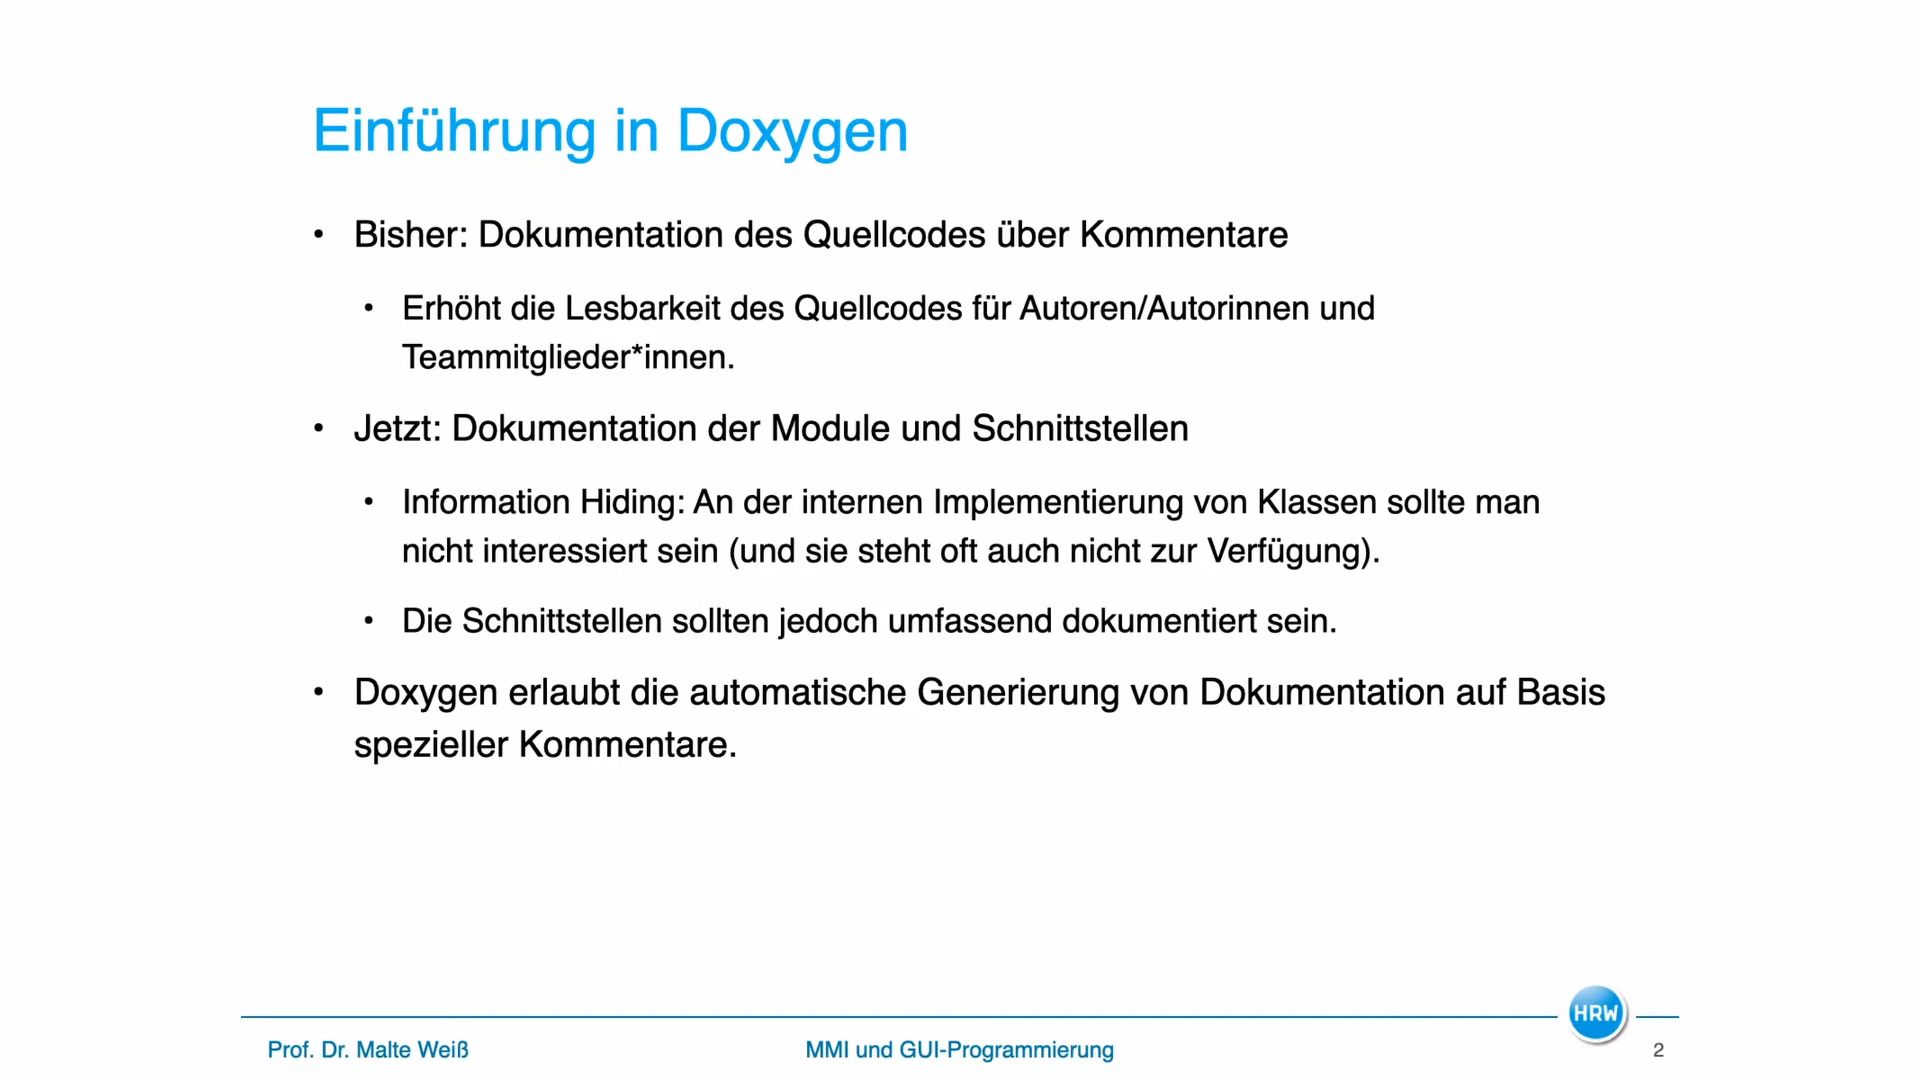 Einführung in Doxygen
• Bisher: Dokumentation des Quellcodes über Kommentare
• Erhöht die Lesbarkeit des Quellcodes für Autoren/Autorinnen und
Teammitglieder*innen.
• Jetzt: Dokumentation der Module und Schnittstellen
• Information Hiding: An der internen Implementierung von Klassen sollte man
nicht interessiert sein (und sie steht oft auch nicht zur Verfügung).
• Die Schnittstellen sollten jedoch umfassend dokumentiert sein.
• Doxygen erlaubt die automatische Generierung von Dokumentation auf Basis
spezieller Kommentare.
HRW
Prof. Dr. Malte Weiß
MMI und GUI-Programmierung
2